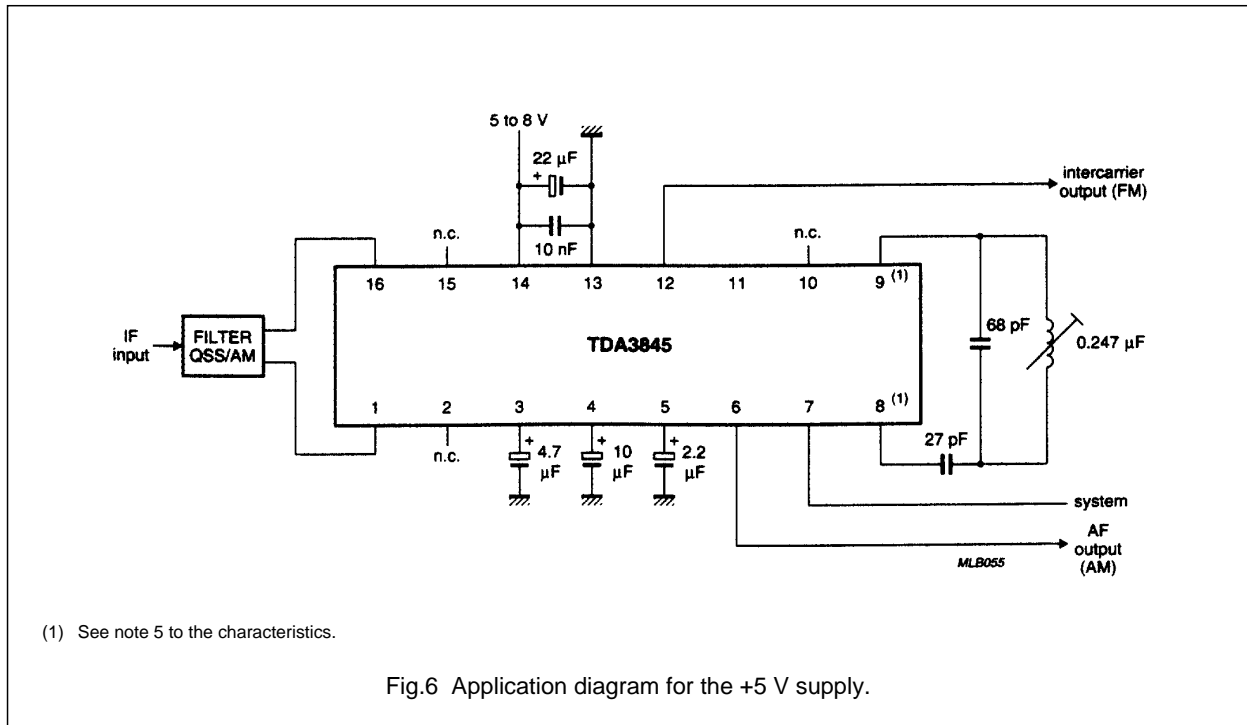 5 to 8 V
22 µF
+
10 nF
intercarrier
output (FM)
n.c.
n.c.
16
15
14
13
12
11
10
9 (1)
IF
input
FILTER
QSS/AM
TDA3845
68 pF
0.247 µF
1
2
3
4
5
6
7
8 (1)
n.c.
+
4.7
µF
+
10
µF
+
2.2
µF
27 pF
system
AF
output
(AM)
MLB055
(1) See note 5 to the characteristics.
Fig.6 Application diagram for the +5 V supply.